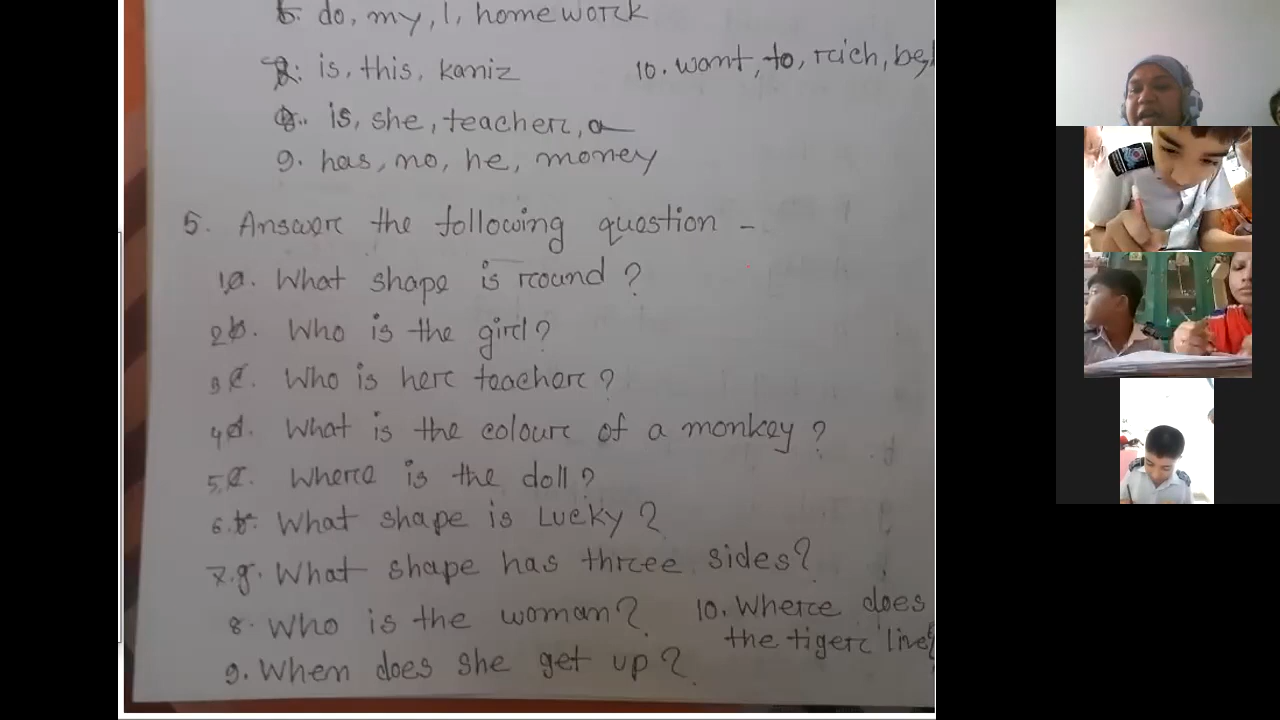 6. do, my, I, homework
7. is, this, kaniz
10. want, to, reich,
8. is, she, teacher, a
9. has, no, he, money
5. Answer the following question -
1. a. What shape is round ?
2 b. Who is the girl?
3 c. Who is her teacher?
4 d. What is the colour of a monkey ?
5. e. Where is the doll?
6. f. What shape is Lucky ?
7. g. What shape has three sides?
8. Who is the woman?
10. Where does
the tiger live?
9. When does she get up ?